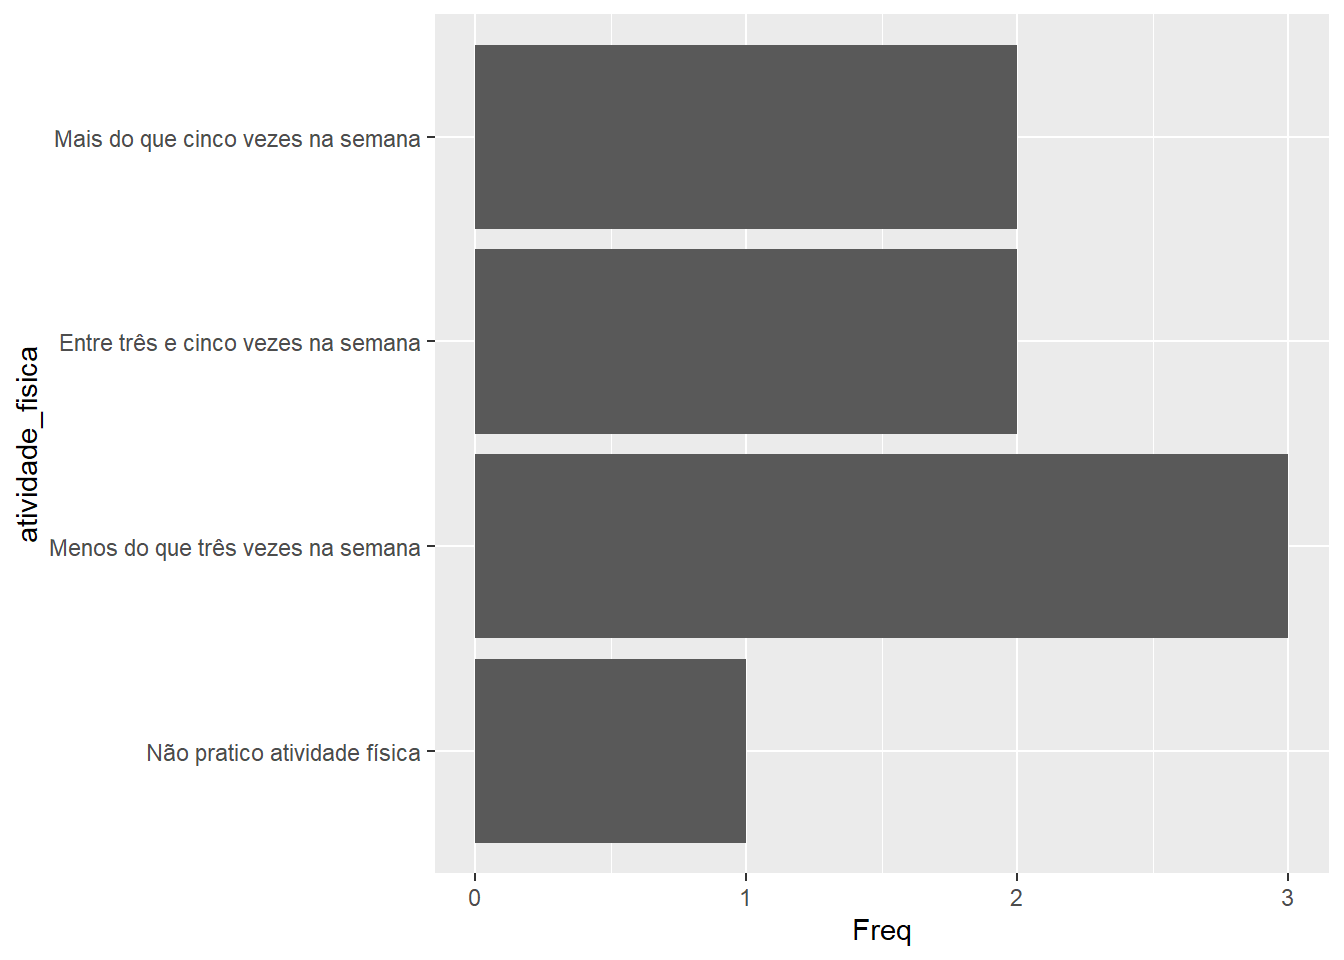 Mais do que cinco vezes na semana
Entre três e cinco vezes na semana
atividade_fisica
Menos do que três vezes na semana
Não pratico atividade física
0 1 2 3
Freq